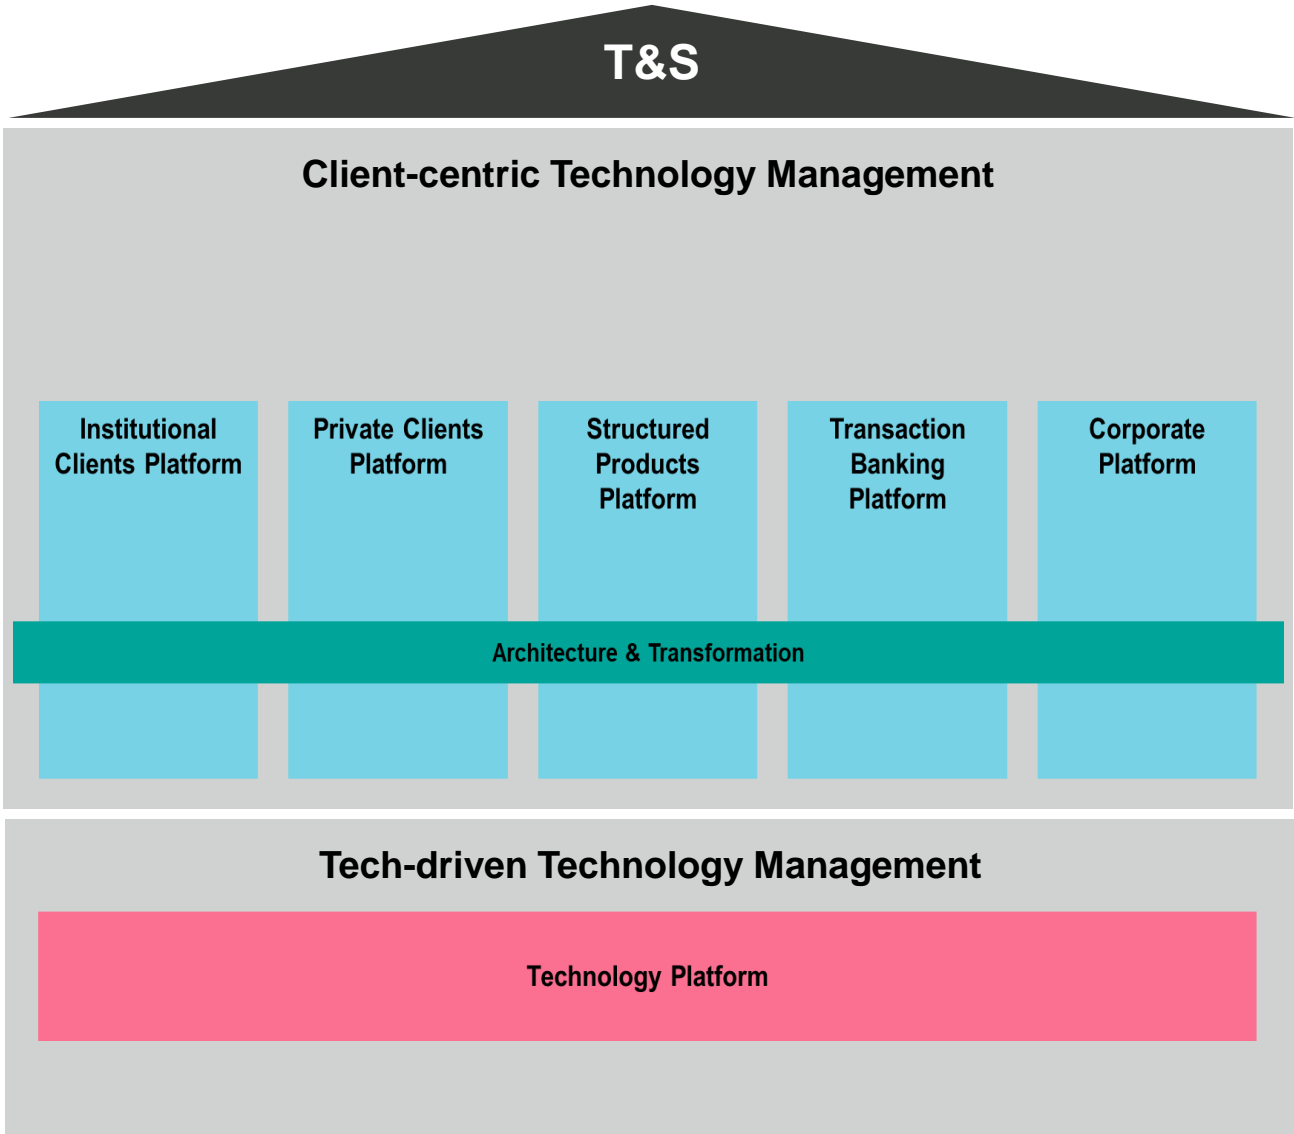 T&S
Client-centric Technology Management
Institutional
Clients Platform
Private Clients
Platform
Structured
Products
Platform
Transaction
Banking
Platform
Corporate
Platform
Architecture & Transformation
Tech-driven Technology Management
Technology Platform